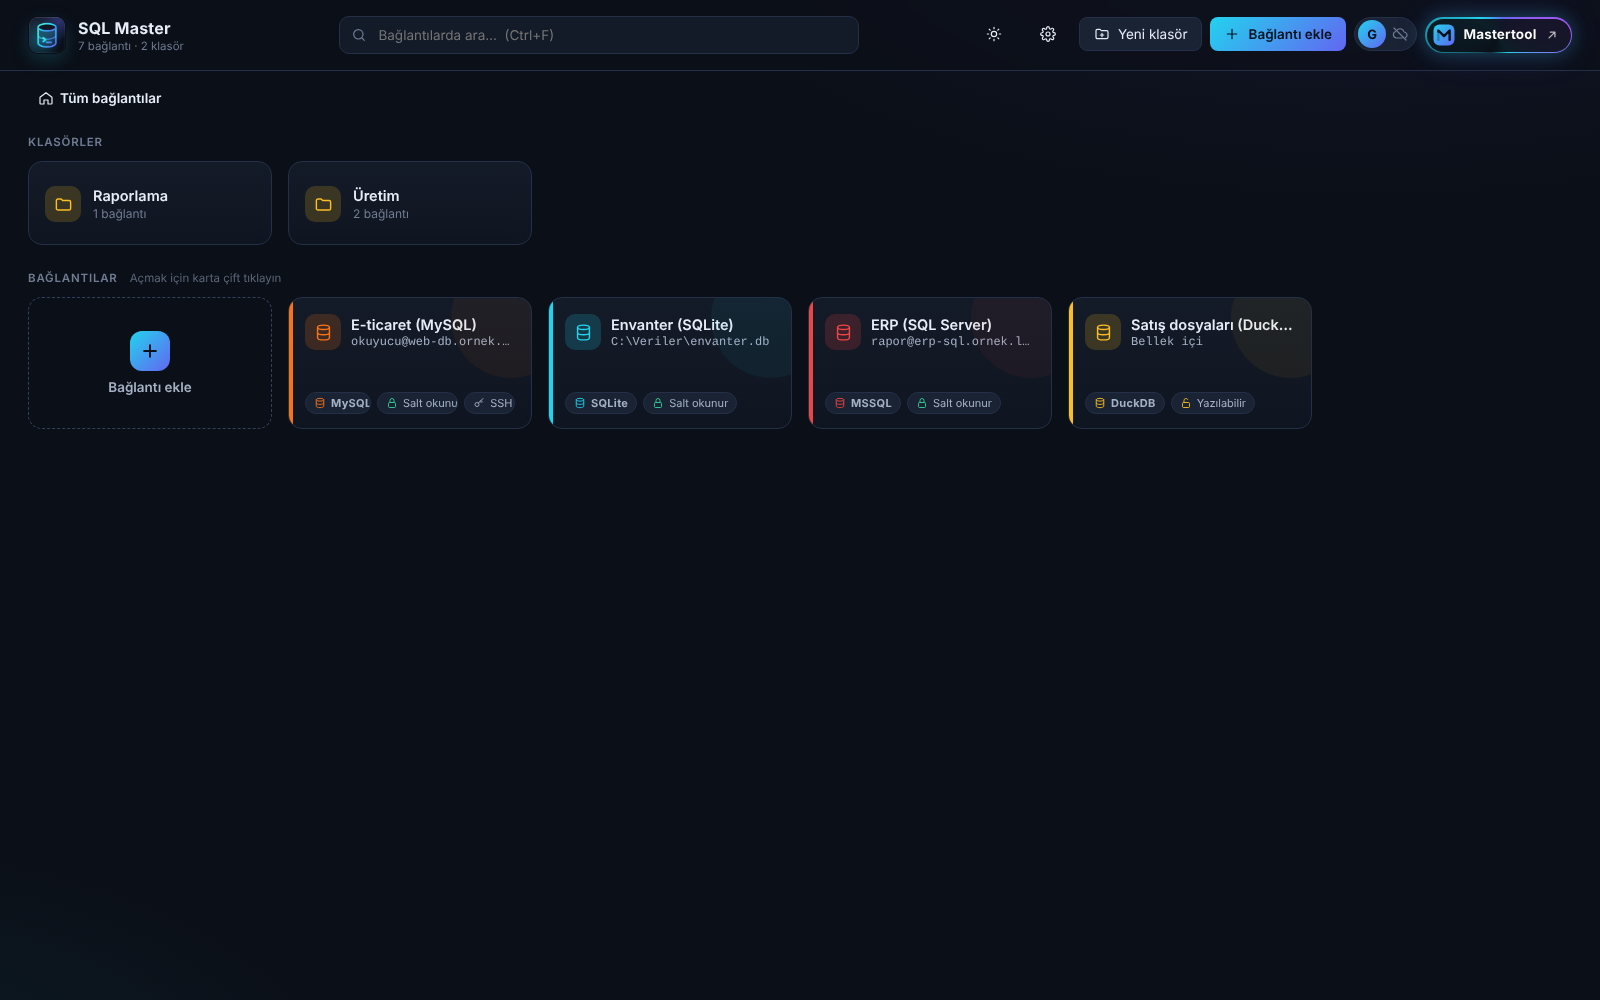 SQL Master
7 bağlantı · 2 klasör
Bağlantılarda ara... (Ctrl+F)
Yeni klasör
Bağlantı ekle
G
Mastertool
Tüm bağlantılar
KLASÖRLER
Raporlama
1 bağlantı
Üretim
2 bağlantı
BAĞLANTILAR Açmak için karta çift tıklayın
Bağlantı ekle
E-ticaret (MySQL)
okuyucu@web-db.ornek.…
MySQL Salt okunu SSH
Envanter (SQLite)
C:\Veriler\envanter.db
SQLite Salt okunur
ERP (SQL Server)
rapor@erp-sql.ornek.l…
MSSQL Salt okunur
Satış dosyaları (Duck...
Bellek içi
DuckDB Yazılabilir